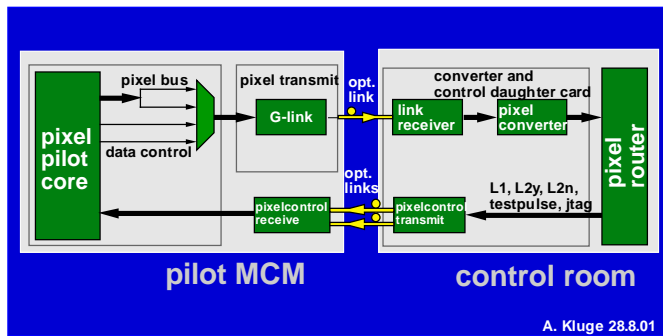 pixel bus
pixel transmit
opt.
link
converter and
control daughter card
G-link
link
receiver
pixel
converter
pixel
pilot
core
data control
pixel
router
opt.
links
L1, L2y, L2n,
testpulse, jtag
pixelcontrol
receive
pixelcontrol
transmit
pilot MCM
control room
A. Kluge 28.8.01